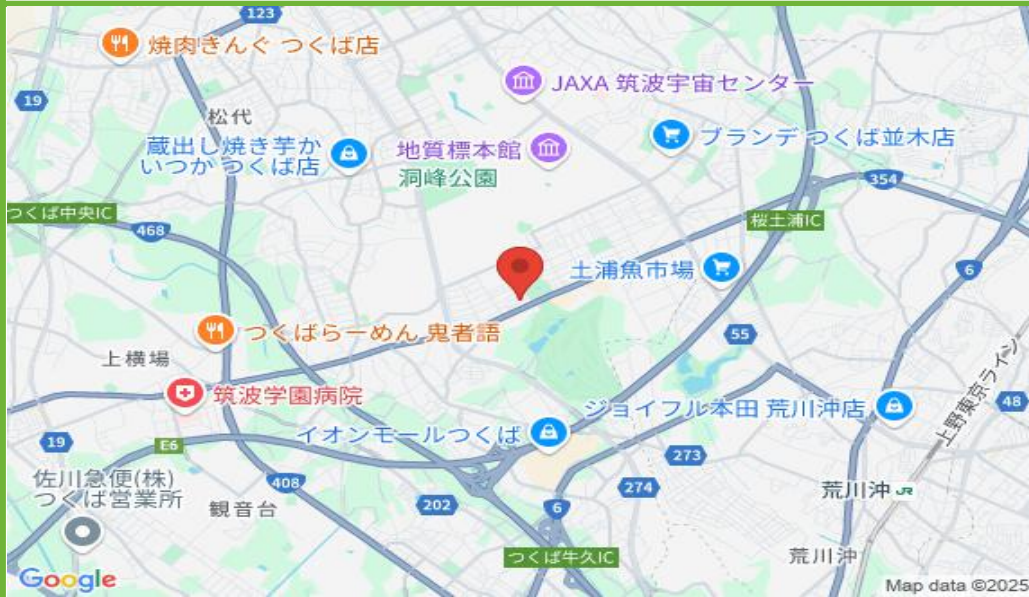 123
焼肉きんぐ つくば店
JAXA 筑波宇宙センター
19
松代
蔵出し焼き芋か
いつか つくば店
地質標本館
洞峰公園
ブランデ つくば並木店
354
つくば中央IC
468
桜土浦IC
土浦魚市場
6
つくばらーめん 鬼者語
55
上横場
筑波学園病院
ジョイフル本田 荒川沖店
上野東京ライン
48
イオンモールつくば
19
E6
273
佐川急便(株)
つくば営業所
408
274
荒川沖 JR
202
観音台
6
つくば牛久IC
荒川沖
Google
Map data ©2025